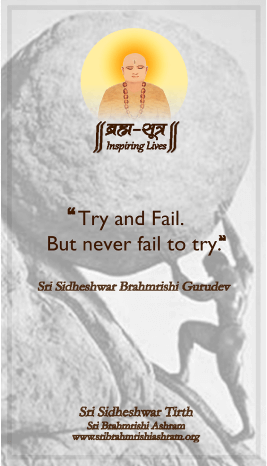 ॥ ब्रह्म-सूत्र ॥
Inspiring Lives
“Try and Fail.
But never fail to try.”
Sri Sidheshwar Brahmrishi Gurudev
Sri Sidheshwar Tirth
Sri Brahmrishi Ashram
www.sribrahmrishiashram.org